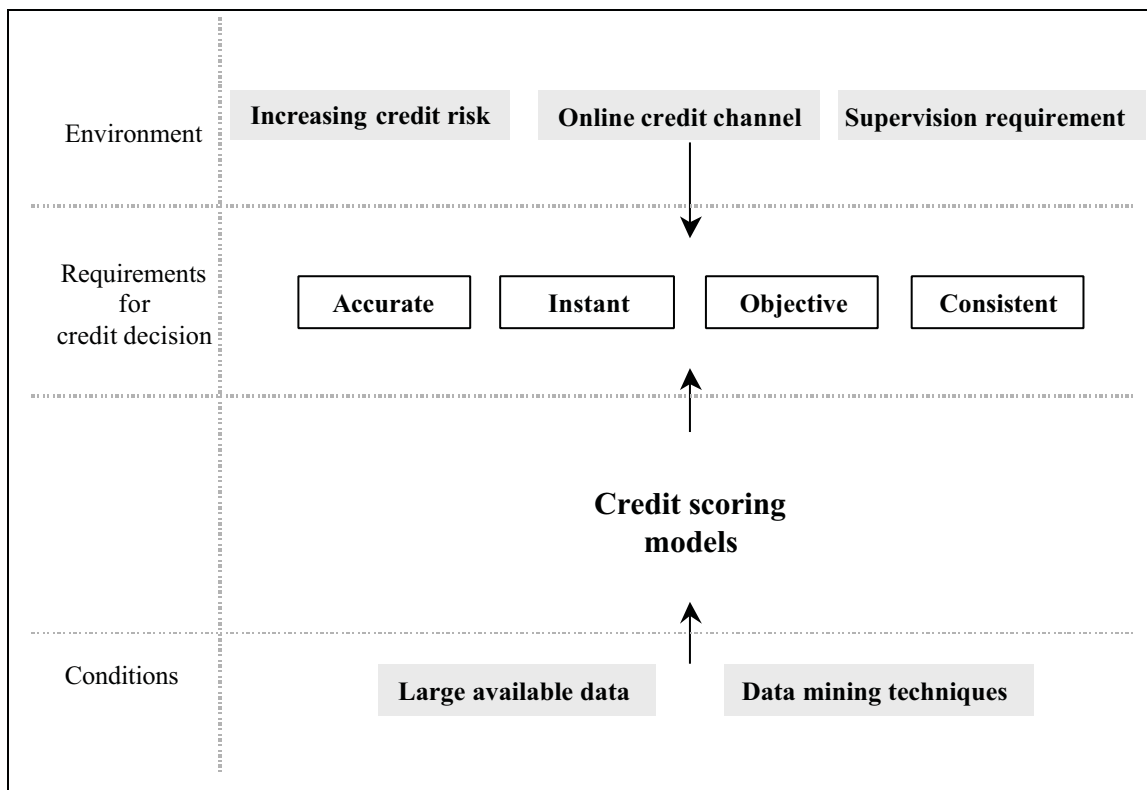 Environment
Increasing credit risk
Online credit channel
Supervision requirement
Requirements
for
credit decision
Accurate
Instant
Objective
Consistent
Credit scoring
models
Conditions
Large available data
Data mining techniques